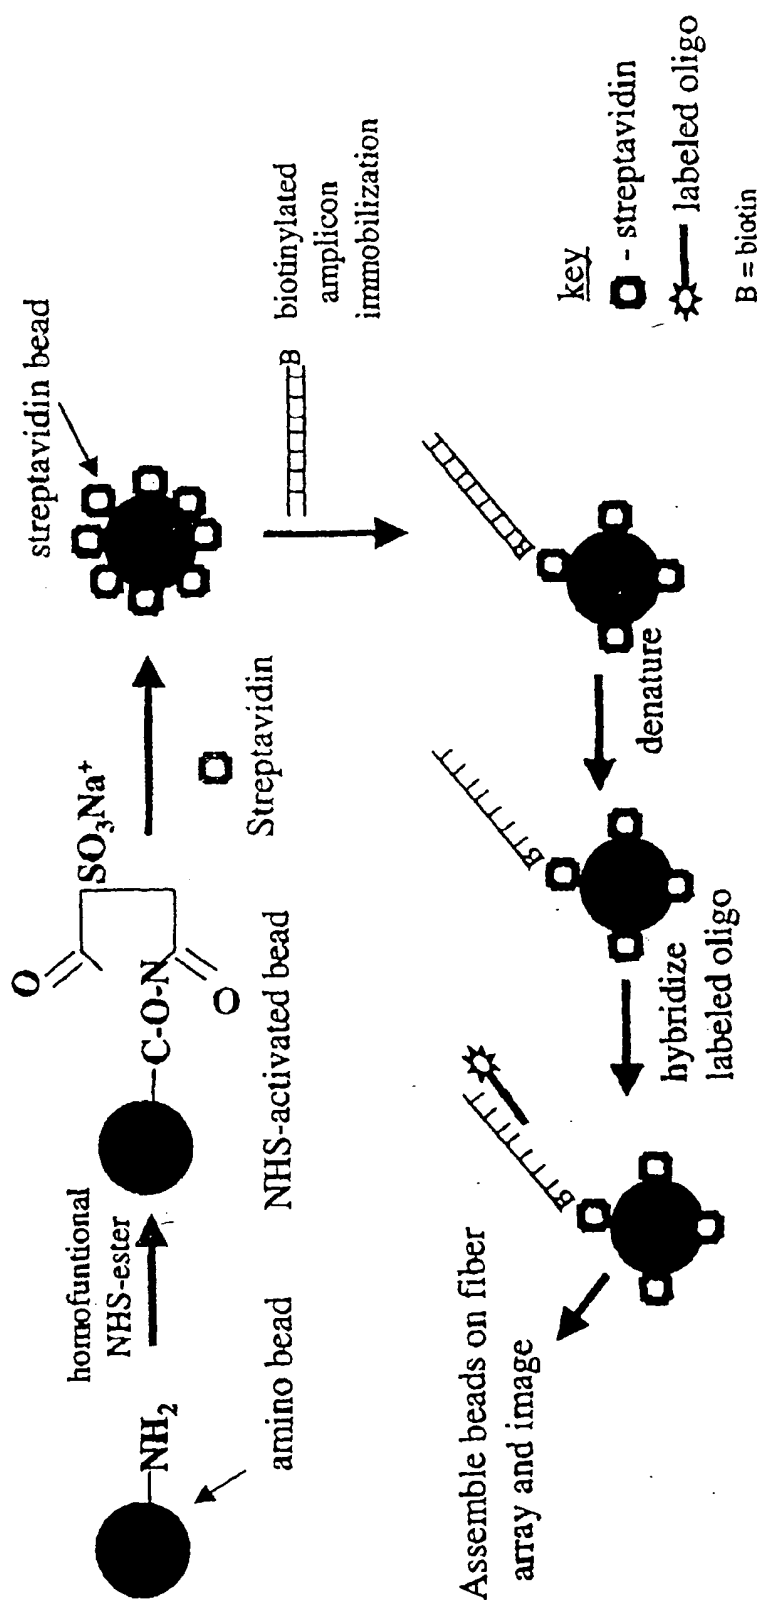 NH₂
amino bead
homofuntional
NHS-ester
C-O-N
O
O
SO₃Na⁺
NHS-activated bead
Streptavidin
streptavidin bead
B
biotinylated
amplicon
immobilization
B
denature
B
hybridize
labeled oligo
B
Assemble beads on fiber
array and image
key
- streptavidin
labeled oligo
B = biotin